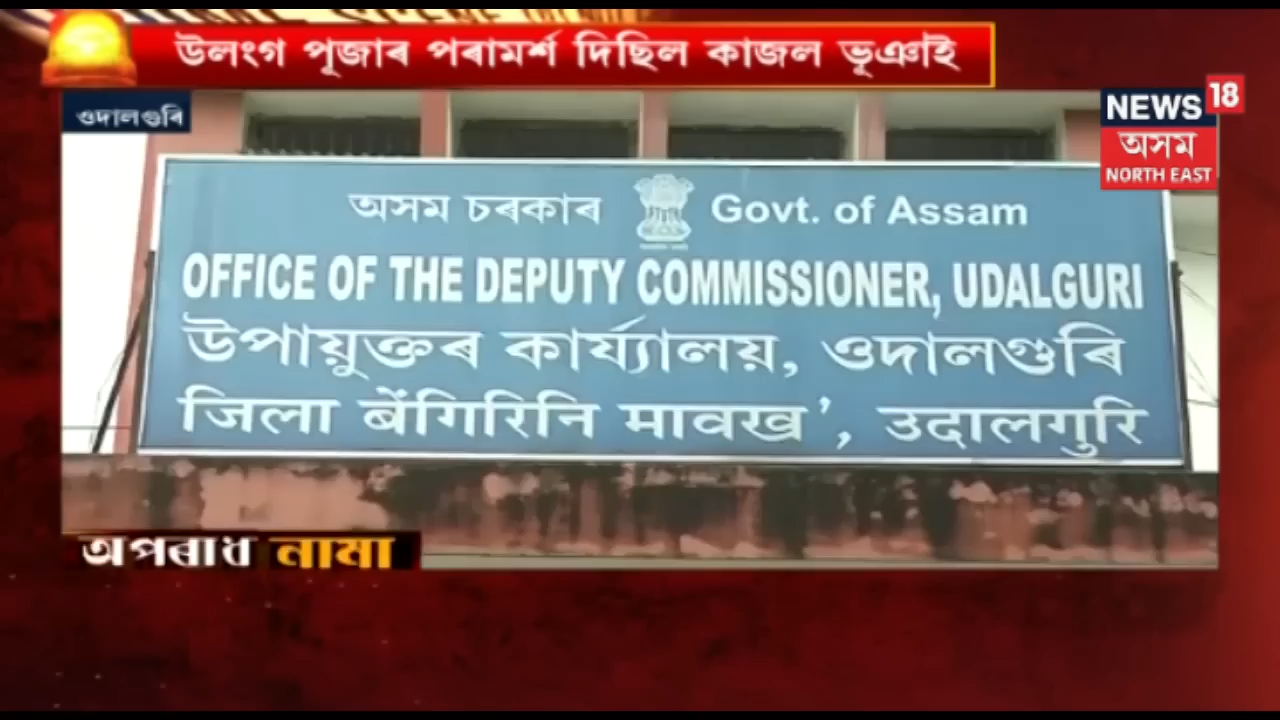 উলংগ পূজাৰ পৰামৰ্শ দিছিল কাজল ভূঞাই
ওদালগুৰি
NEWS 18
অসম
NORTH EAST
অসম চৰকাৰ Govt. of Assam
OFFICE OF THE DEPUTY COMMISSIONER, UDALGURI
উপায়ুক্তৰ কাৰ্য্যালয়, ওদালগুৰি
जिला बेंगिरिनि मावख', उदालगुरि
অপৰাধ নামা